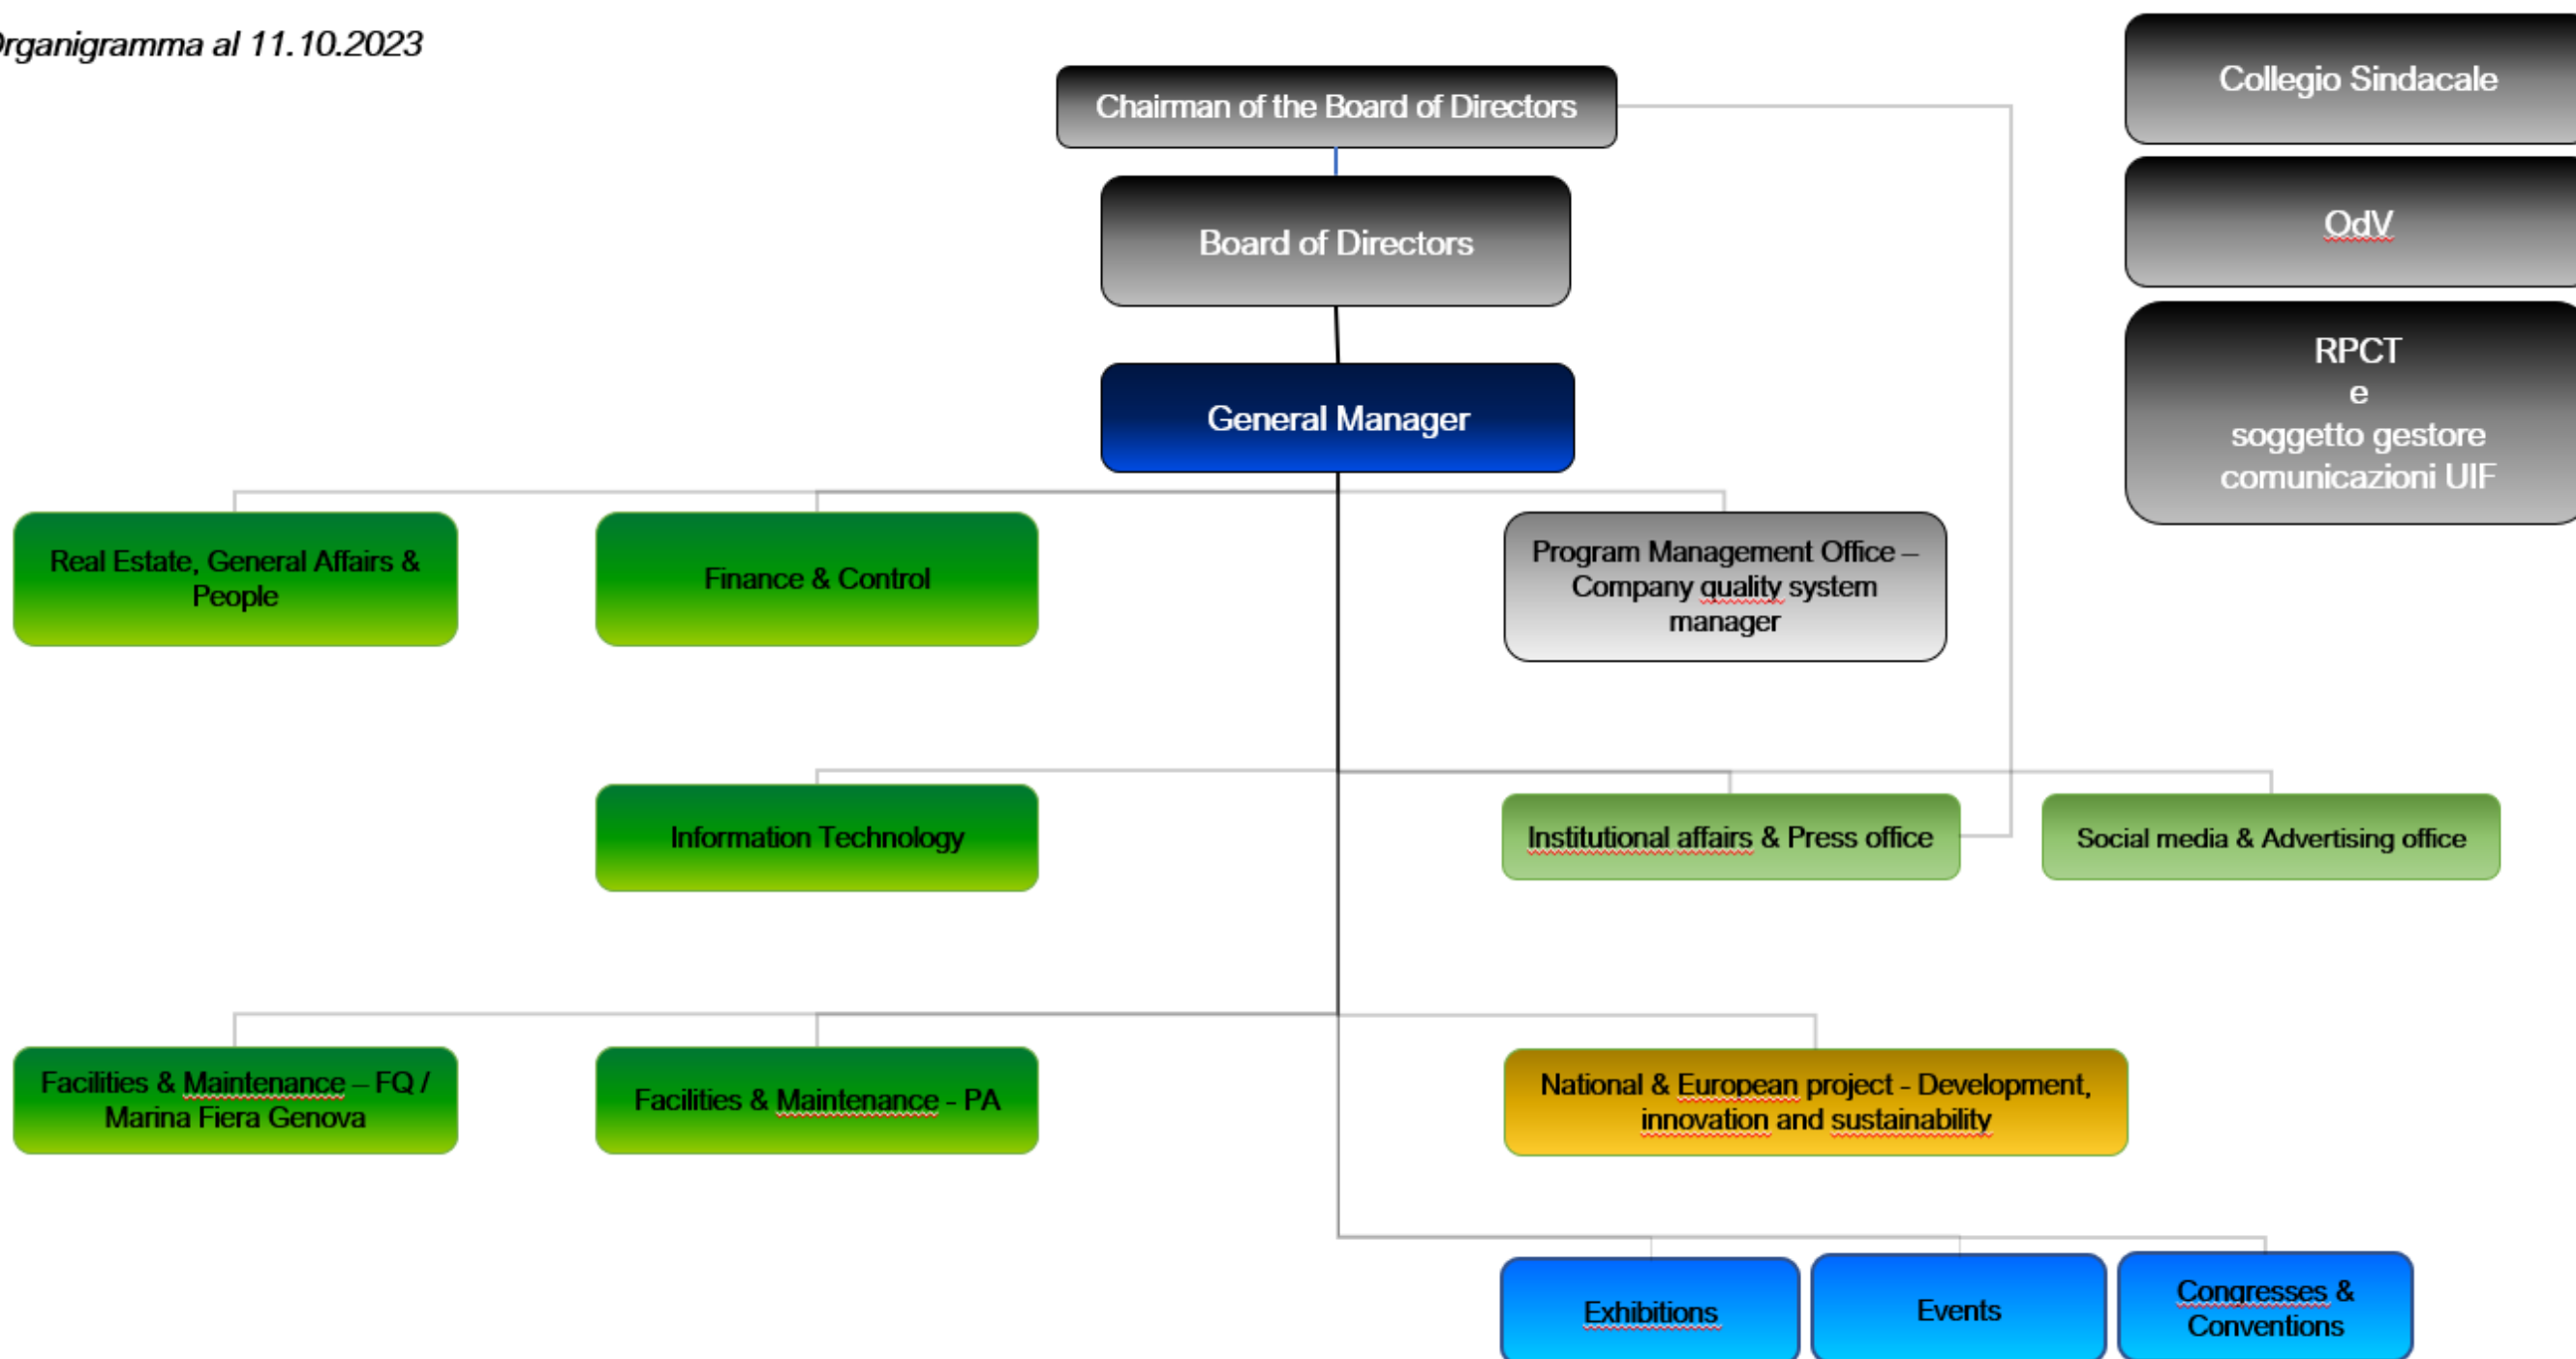 rganigramma al 11.10.2023
Chairman of the Board of Directors
Collegio Sindacale
OdV
Board of Directors
RPCT
e
soggetto gestore
comunicazioni UIF
General Manager
Real Estate, General Affairs &
People
Finance & Control
Program Management Office –
Company quality system
manager
Information Technology
Institutional affairs & Press office
Social media & Advertising office
Facilities & Maintenance – FQ /
Marina Fiera Genova
Facilities & Maintenance - PA
National & European project - Development,
innovation and sustainability
Exhibitions
Events
Congresses &
Conventions